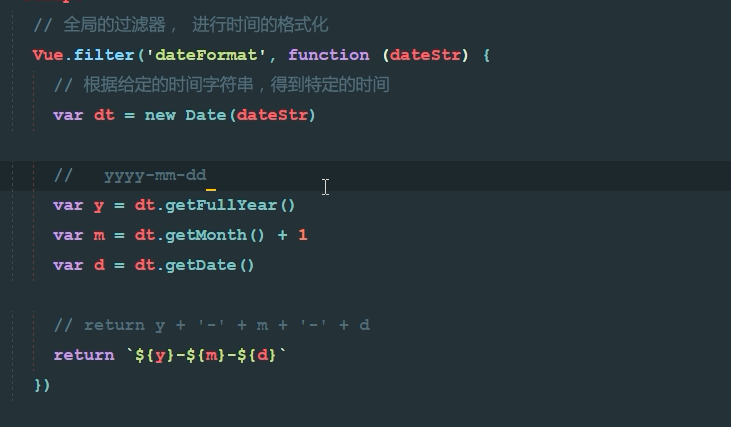 // 全局的过滤器， 进行时间的格式化
Vue.filter('dateFormat', function (dateStr) {
// 根据给定的时间字符串，得到特定的时间
var dt = new Date(dateStr)
//   yyyy-mm-dd
var y = dt.getFullYear()
var m = dt.getMonth() + 1
var d = dt.getDate()
// return y + '-' + m + '-' + d
return `${y}-${m}-${d}`
})